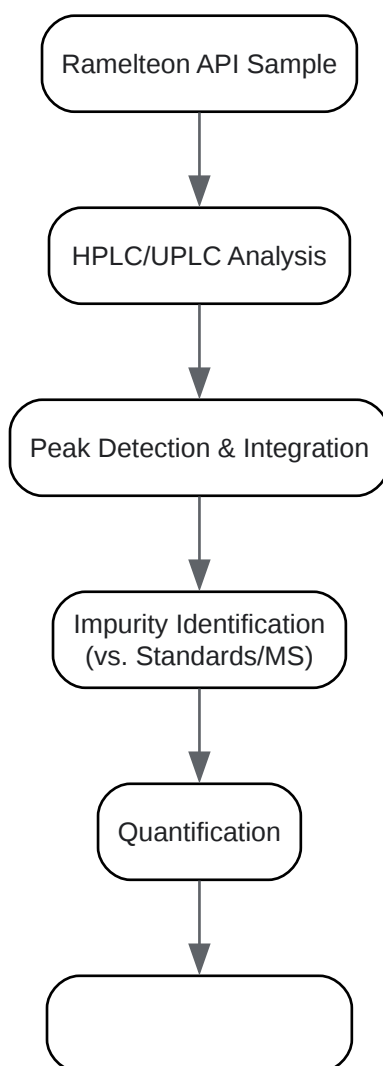 Ramelteon API Sample
HPLC/UPLC Analysis
Peak Detection & Integration
Impurity Identification
(vs. Standards/MS)
Quantification